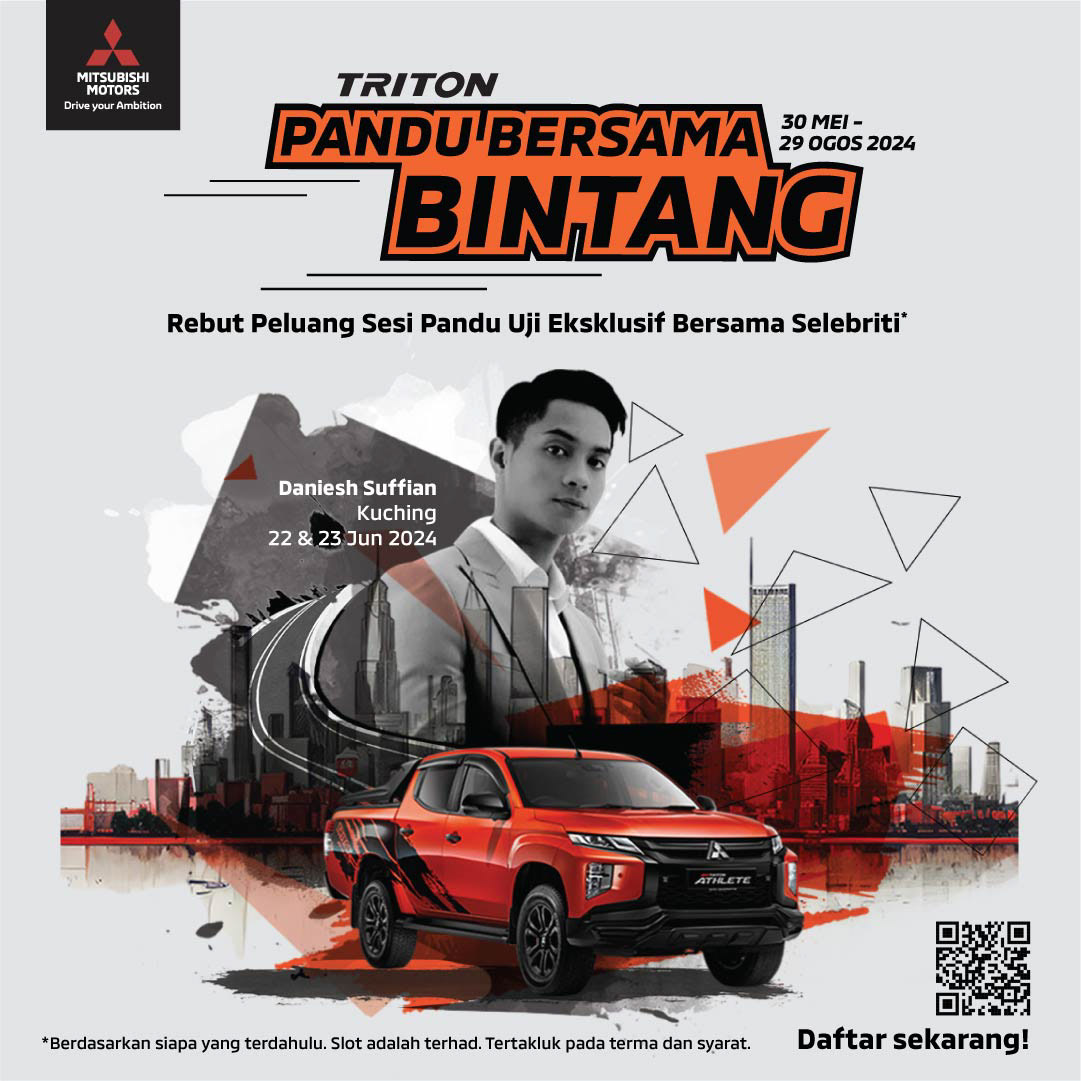 MITSUBISHI
MOTORS
Drive your Ambition
TRITON
PANDU BERSAMA
BINTANG
30 MEI -
29 OGOS 2024
Rebut Peluang Sesi Pandu Uji Eksklusif Bersama Selebriti*
Daniesh Suffian
Kuching
22 & 23 Jun 2024
ATHLETE
Daftar sekarang!
*Berdasarkan siapa yang terdahulu. Slot adalah terhad. Tertakluk pada terma dan syarat.